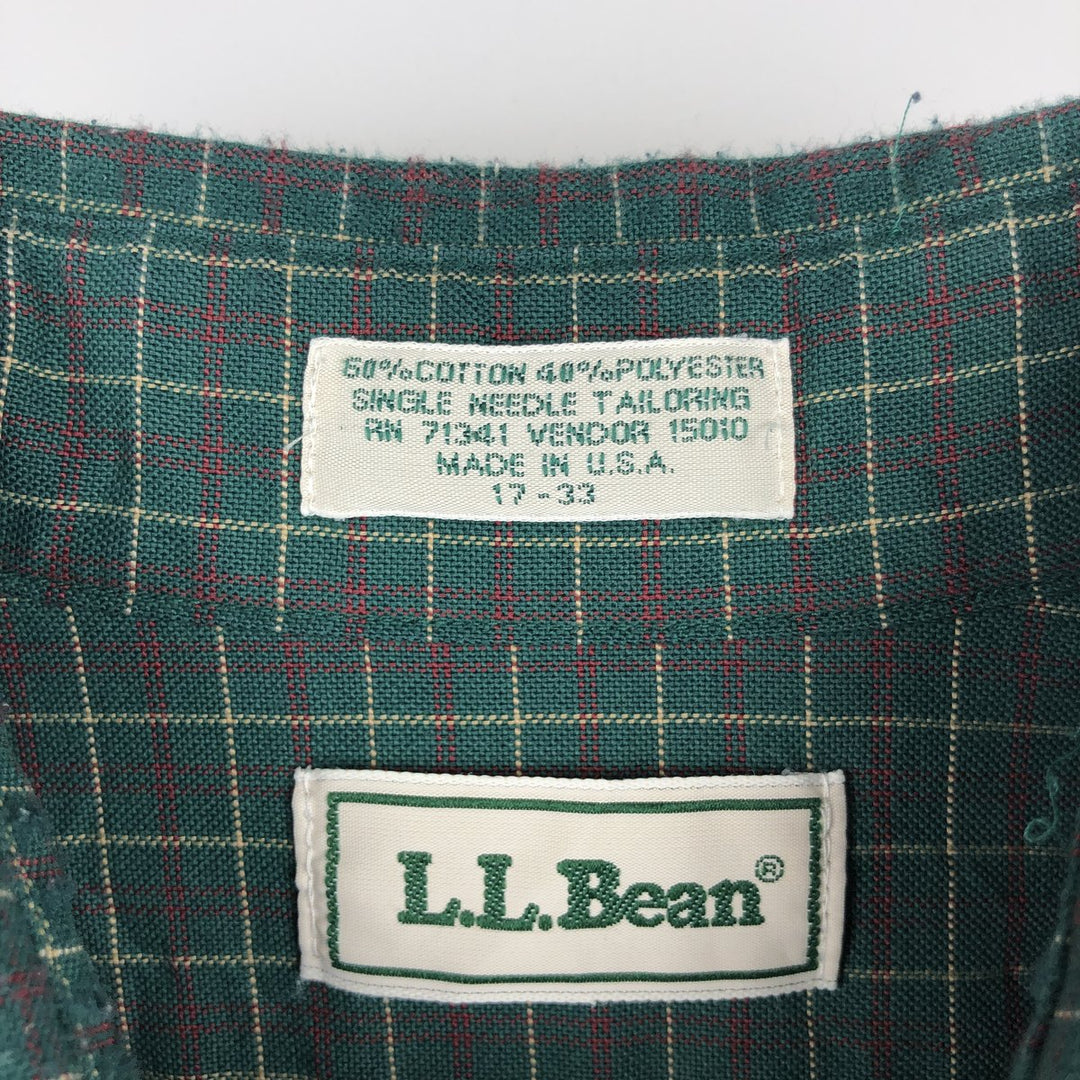 60%COTTON 40%POLYESTER
SINGLE NEEDLE TAILORING
RN 71341 VENDOR 15010
MADE IN U.S.A.
17 - 33
L.L.Bean®